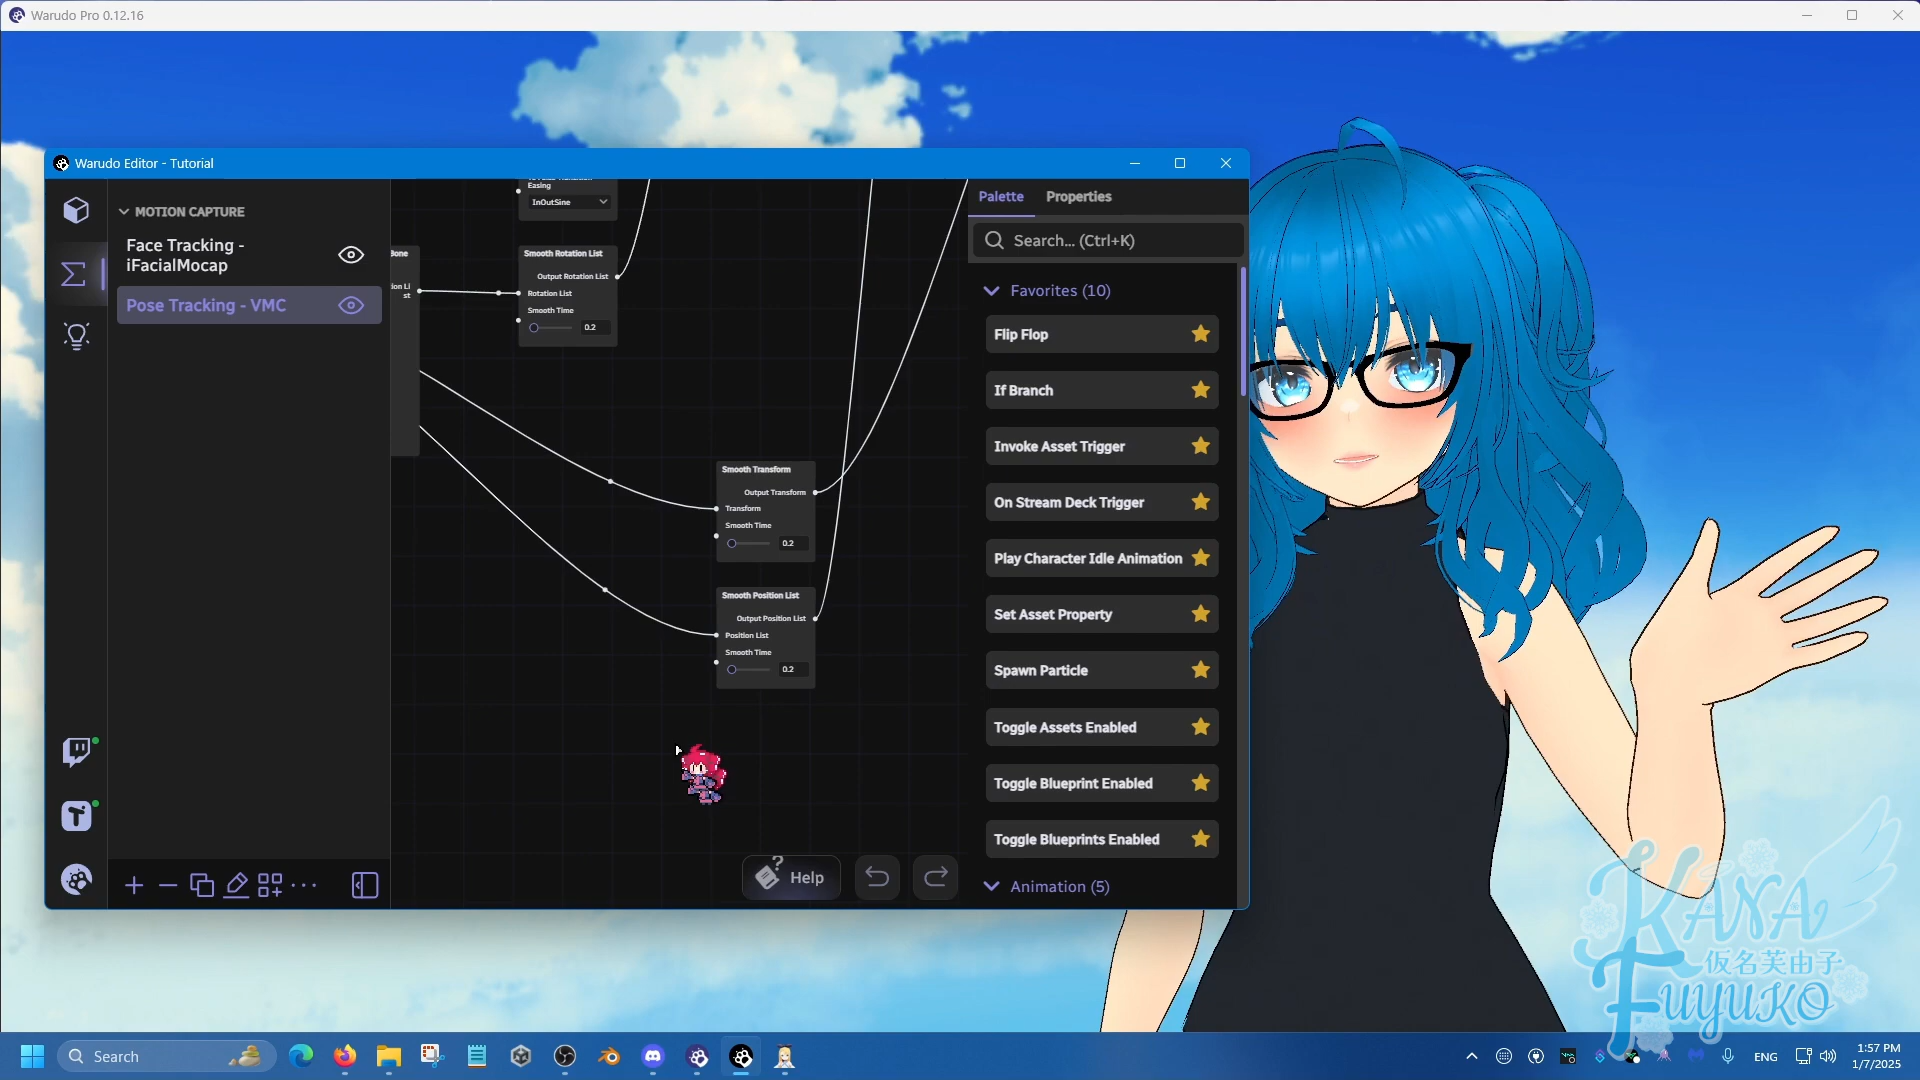 Warudo Pro 0.12.16
Warudo Editor - Tutorial
MOTION CAPTURE
Face Tracking -
iFacialMocap
Pose Tracking - VMC
Easing
InOutSine
Bone
st
Smooth Rotation List
Output Rotation List
Rotation List
Smooth Time
0.2
Smooth Transform
Output Transform
Transform
Smooth Time
0.2
Smooth Position List
Output Position List
Position List
Smooth Time
0.2
Help
Palette
Properties
Search... (Ctrl+K)
Favorites (10)
Flip Flop
If Branch
Invoke Asset Trigger
On Stream Deck Trigger
Play Character Idle Animation
Set Asset Property
Spawn Particle
Toggle Assets Enabled
Toggle Blueprint Enabled
Toggle Blueprints Enabled
Animation (5)
KANA
仮名芙由子
FUYUKO
Search
ENG
1:57 PM
1/7/2025